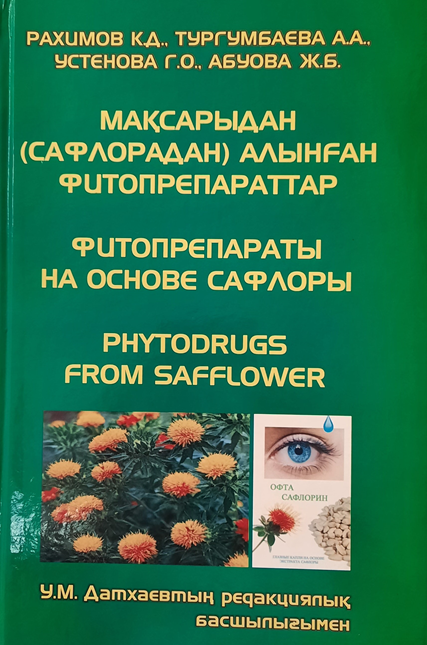 РАХИМОВ К.Д., ТУРГУМБАЕВА А.А.,
УСТЕНОВА Г.О., АБУОВА Ж.Б.
МАҚСАРЫДАН
(САФЛОРАДАН) АЛЫНҒАН
ФИТОПРЕПАРАТТАР
ФИТОПРЕПАРАТЫ
НА ОСНОВЕ САФЛОРЫ
PHYTODRUGS
FROM SAFFLOWER
ОФТА
САФЛОРИН
У.М. Датхаевтың редакциялық
басшылығымен